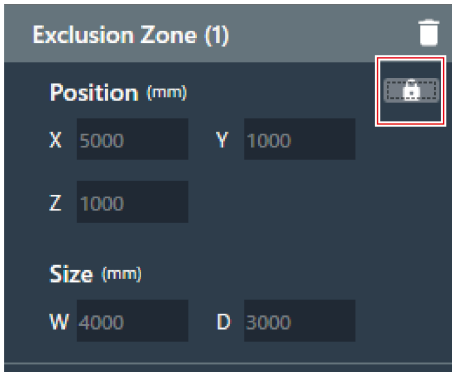 Exclusion Zone (1)
Position (mm)
X 5000 Y 1000
Z 1000
Size (mm)
W 4000 D 3000